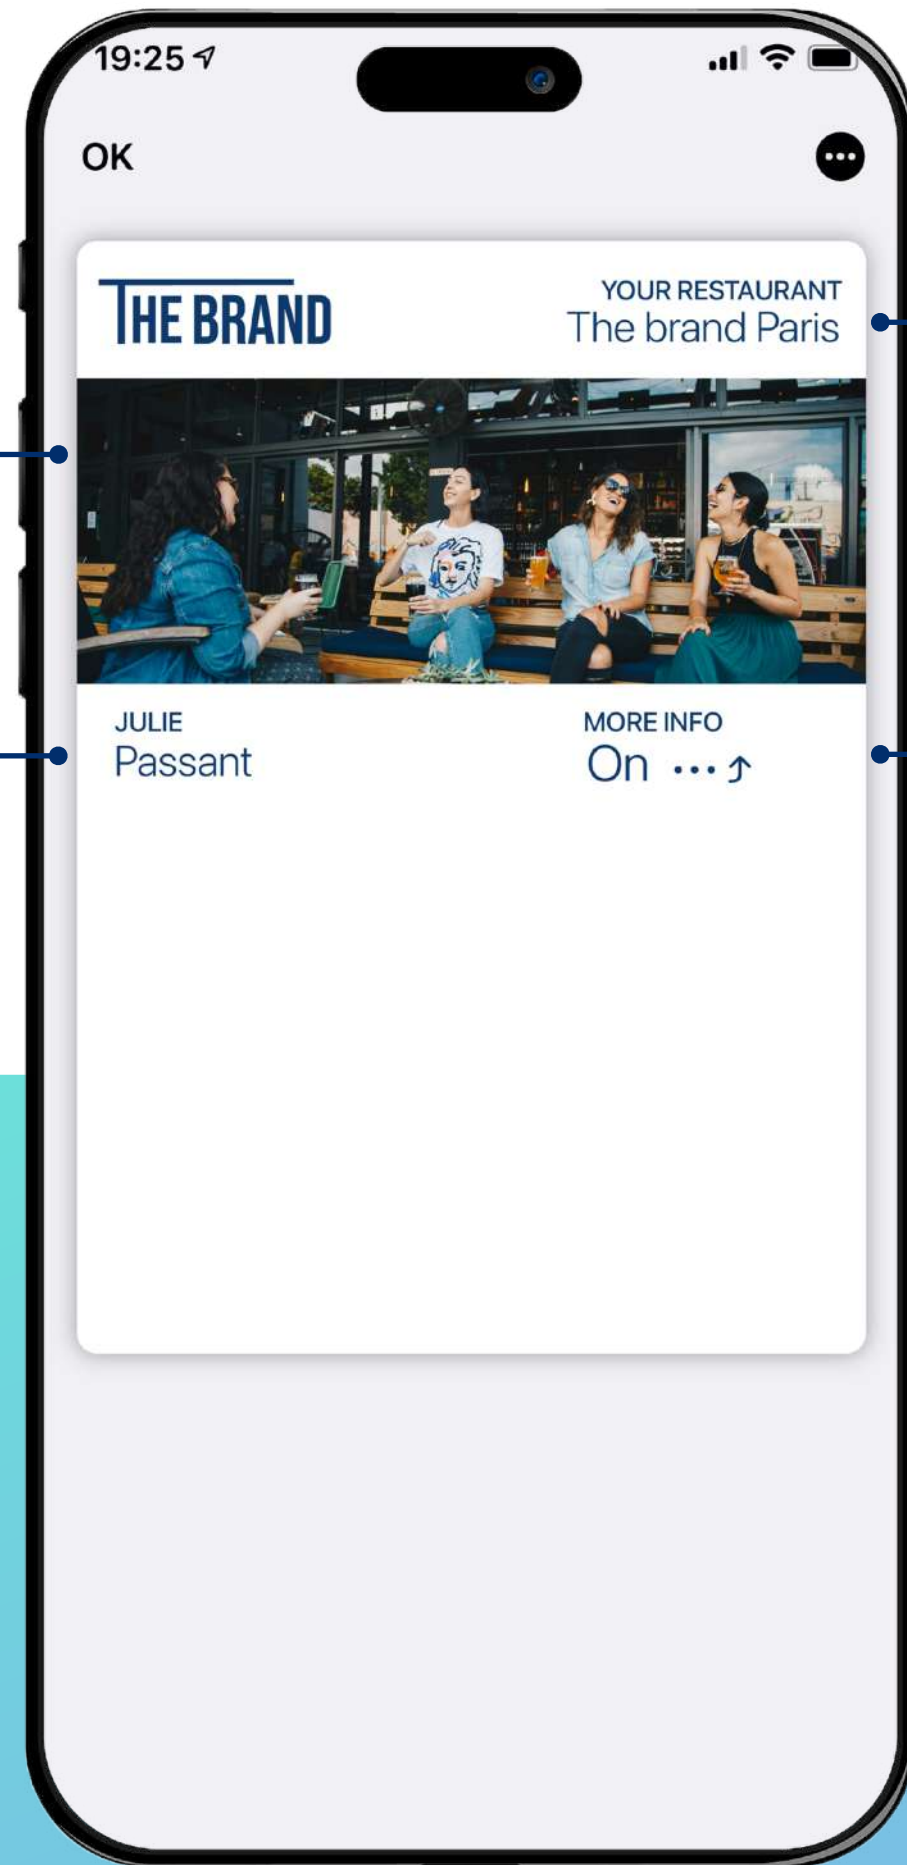 19:25
OK
THE BRAND
YOUR RESTAURANT
The brand Paris
JULIE
Passant
MORE INFO
On ... ⤴